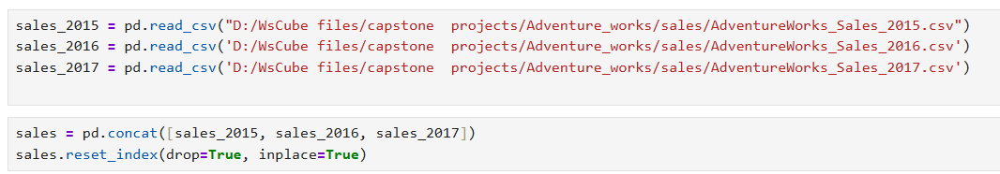 sales_2015 = pd.read_csv("D:/WsCube files/capstone  projects/Adventure_works/sales/AdventureWorks_Sales_2015.csv")
sales_2016 = pd.read_csv('D:/WsCube files/capstone  projects/Adventure_works/sales/AdventureWorks_Sales_2016.csv')
sales_2017 = pd.read_csv('D:/WsCube files/capstone  projects/Adventure_works/sales/AdventureWorks_Sales_2017.csv')
sales = pd.concat([sales_2015, sales_2016, sales_2017])
sales.reset_index(drop=True, inplace=True)